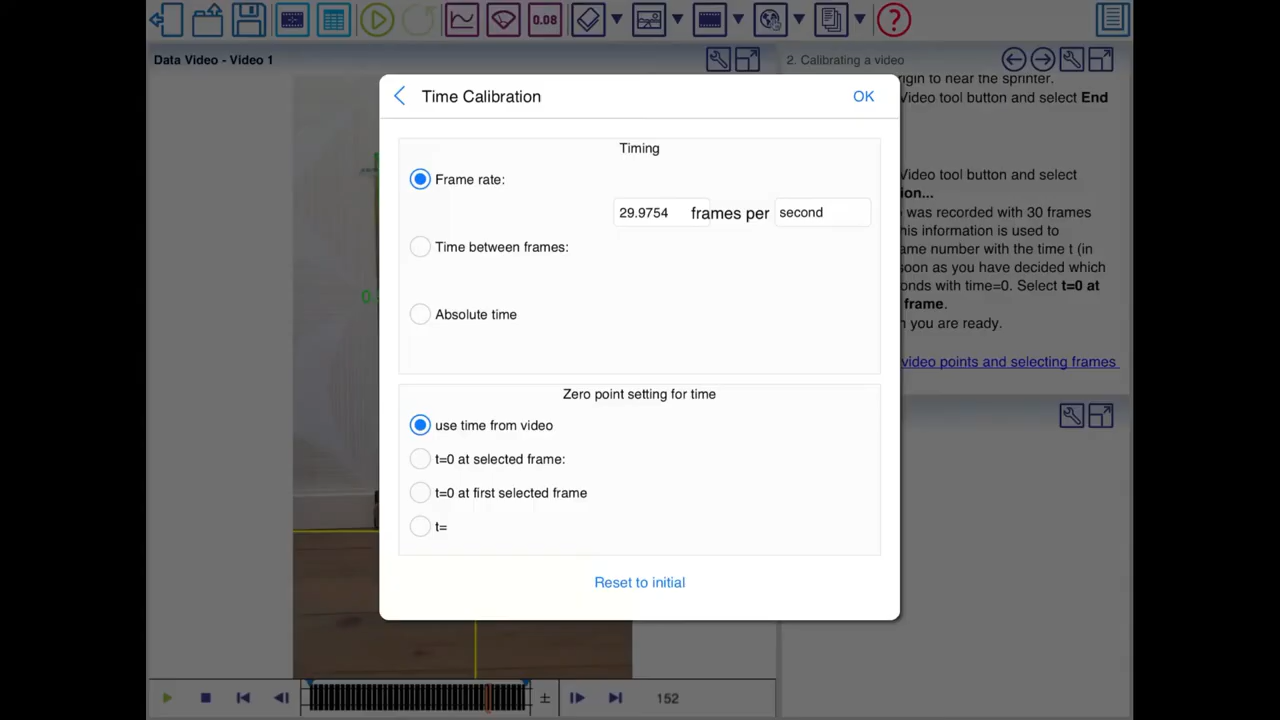 0.08
Data Video - Video 1
2. Calibrating a video
Time Calibration
OK
Timing
Frame rate:
29.9754 frames per second
Time between frames:
Absolute time
Zero point setting for time
use time from video
t=0 at selected frame:
t=0 at first selected frame
t=
Reset to initial
igin to near the sprinter.
Video tool button and select End
Video tool button and select
ion...
was recorded with 30 frames
his information is used to
ame number with the time t (in
soon as you have decided which
onds with time=0. Select t=0 at
frame.
you are ready.
video points and selecting frames
0
152